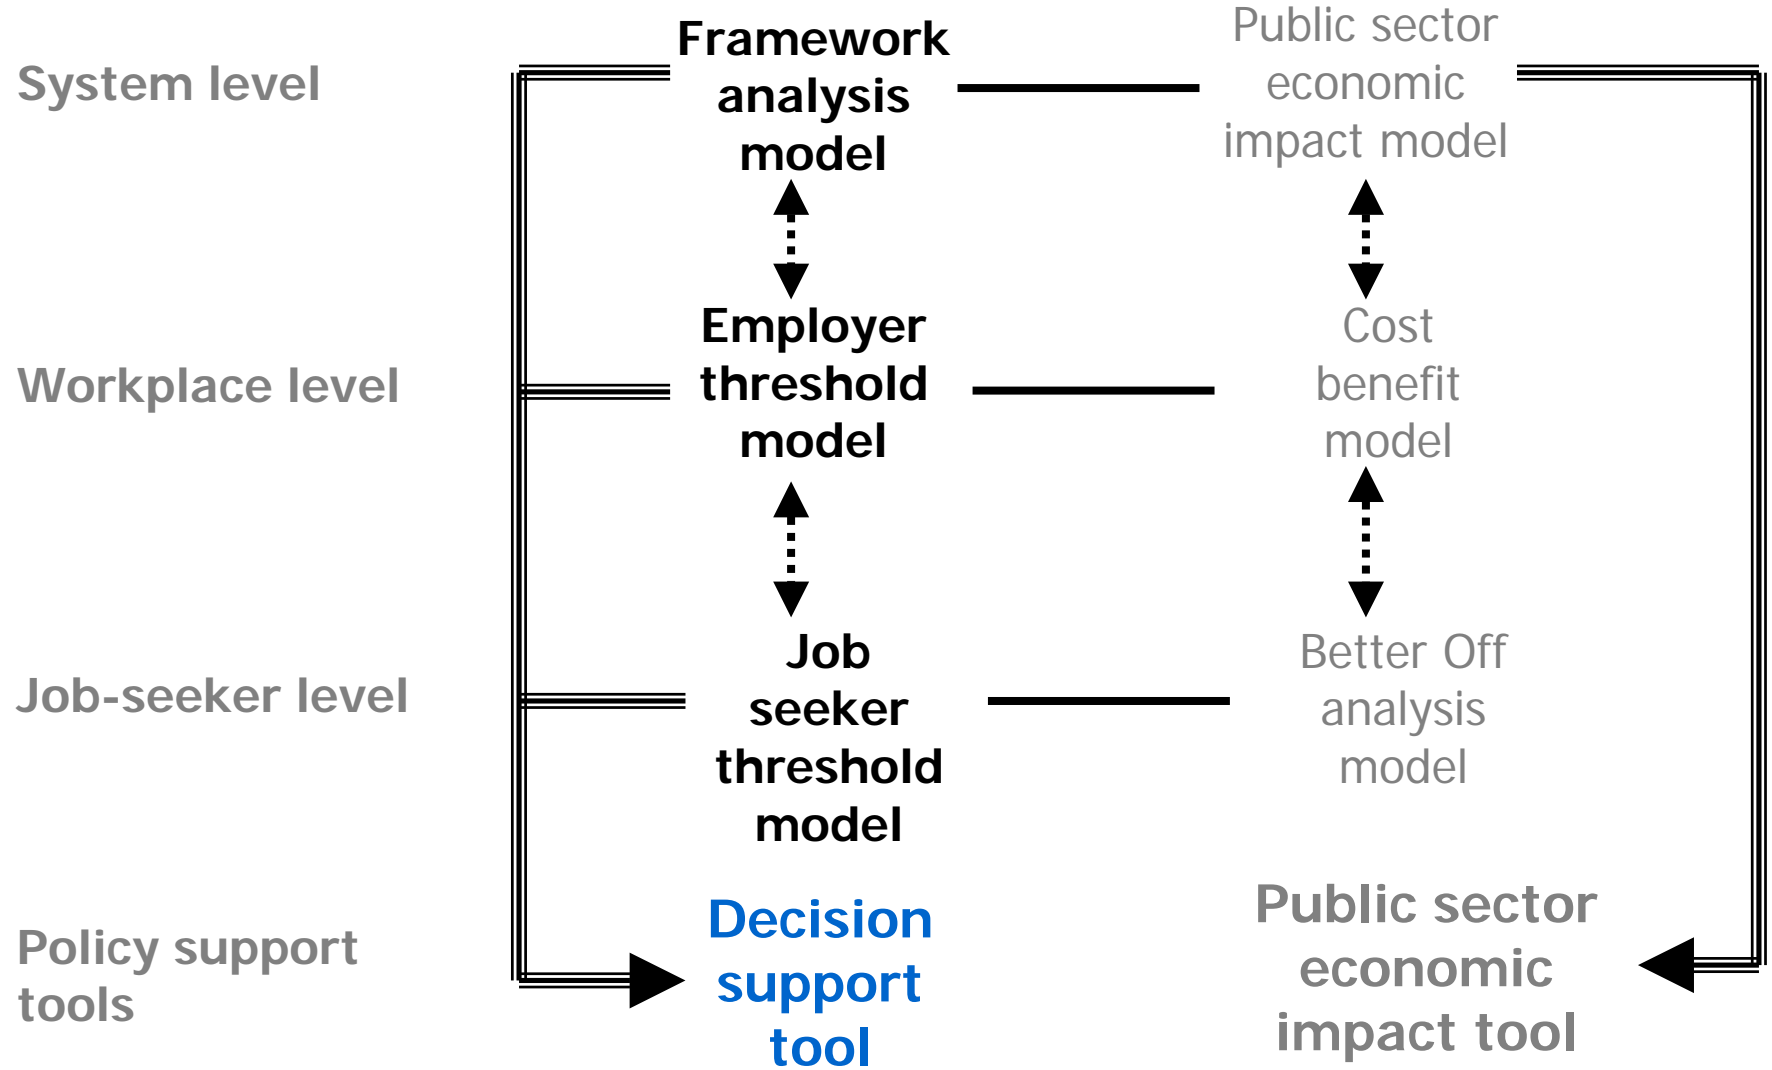 System level
Framework
analysis
model
Public sector
economic
impact model
Workplace level
Employer
threshold
model
Cost
benefit
model
Job-seeker level
Job
seeker
threshold
model
Better Off
analysis
model
Policy support
tools
Decision
support
tool
Public sector
economic
impact tool